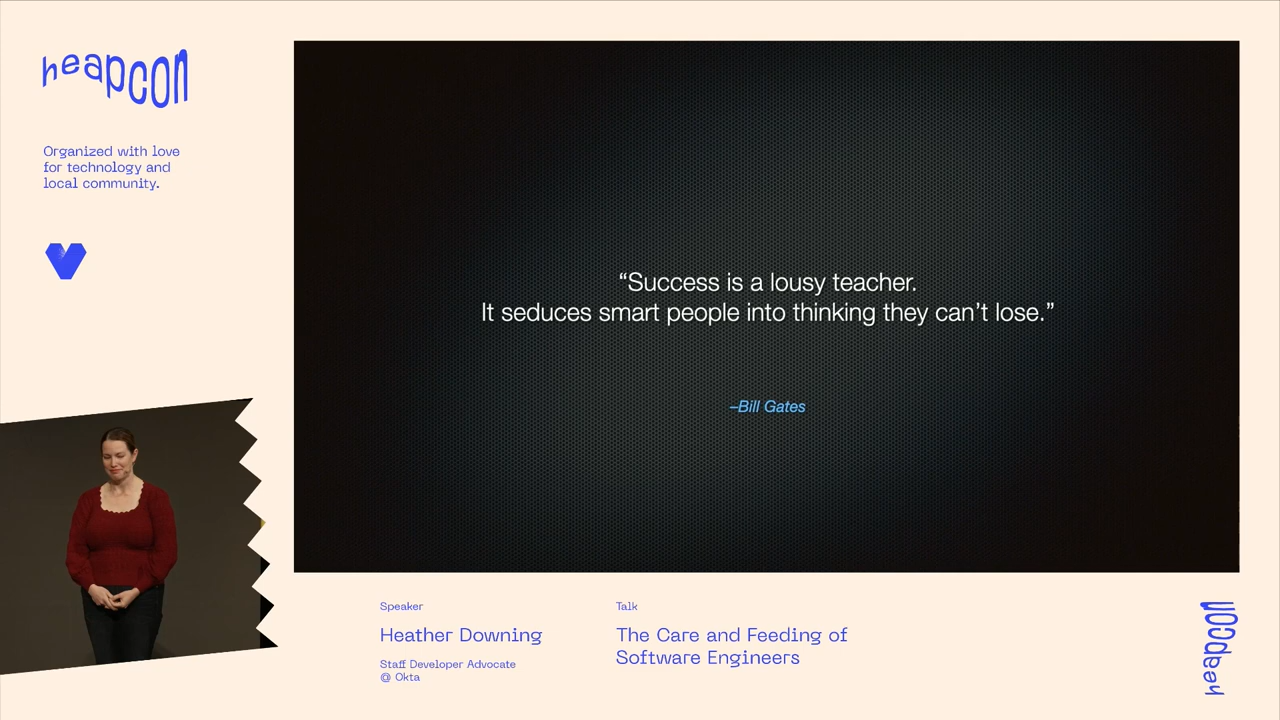 heapcon
Organized with love
for technology and
local community.
“Success is a lousy teacher.
It seduces smart people into thinking they can’t lose.”
–Bill Gates
Speaker
Heather Downing
Staff Developer Advocate
@ Okta
Talk
The Care and Feeding of
Software Engineers
heapcon